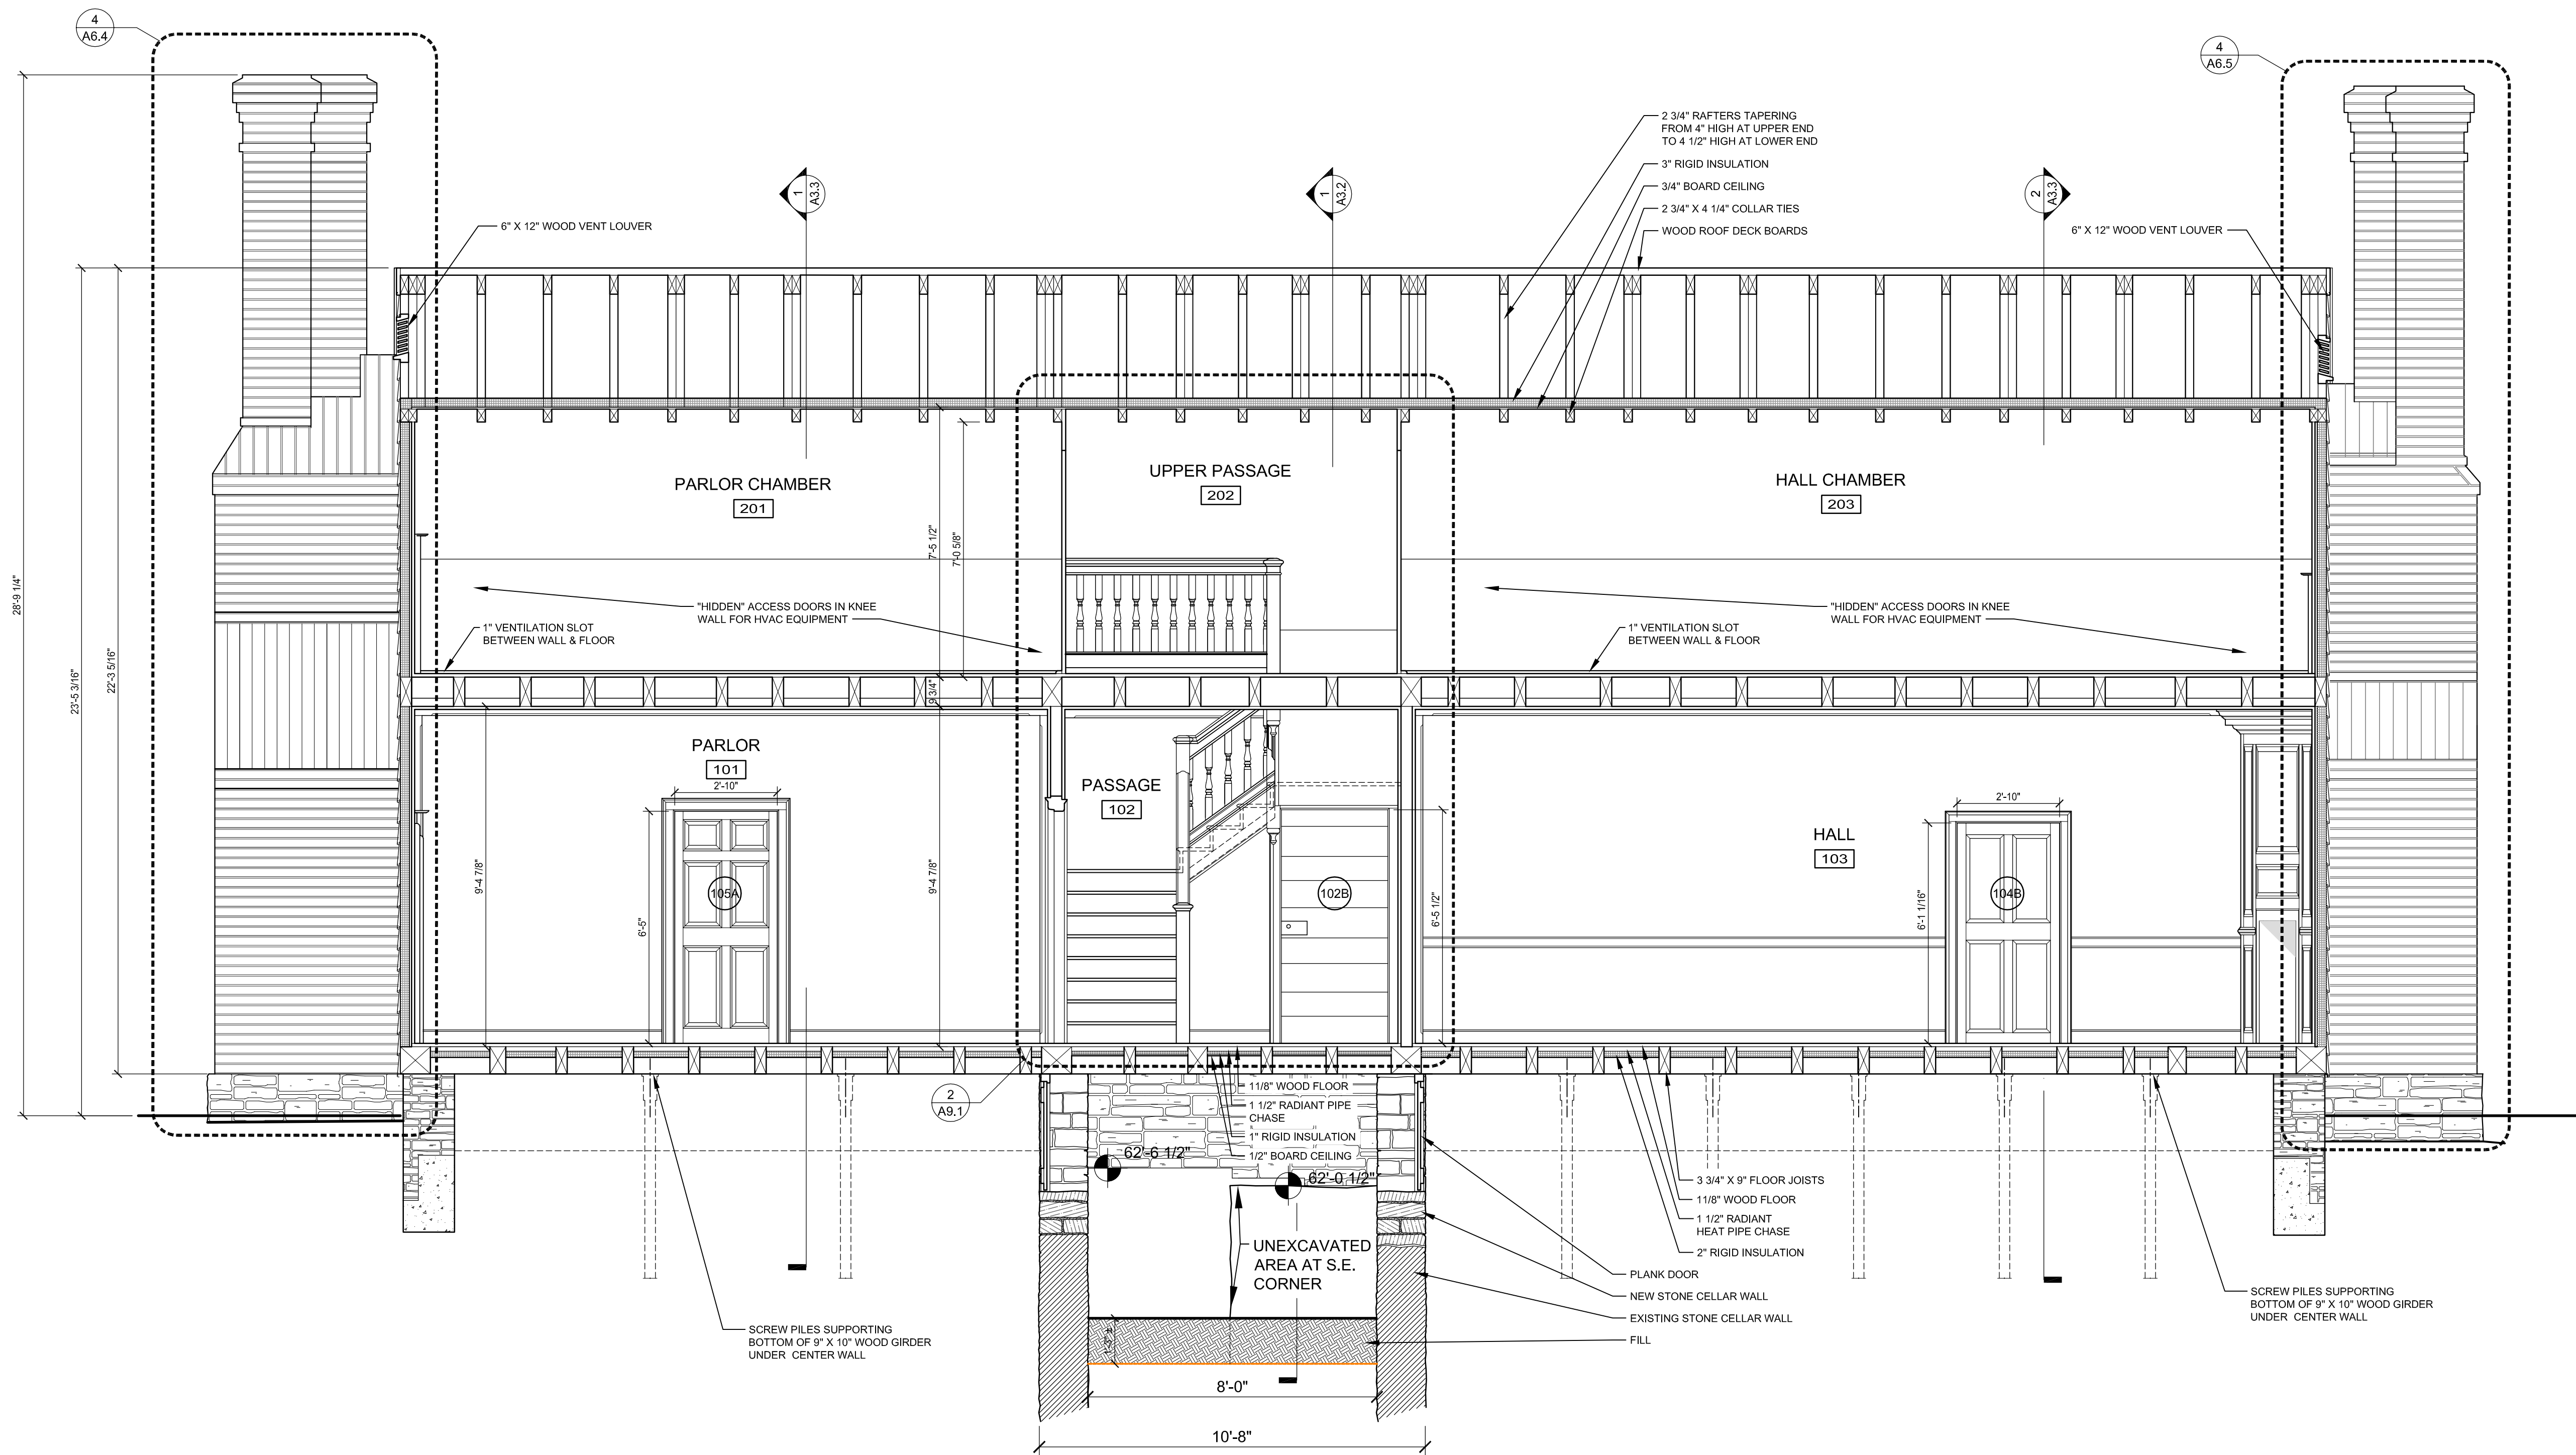 4
A6.4
4
A6.5
2 3/4" RAFTERS TAPERING
FROM 4" HIGH AT UPPER END
TO 4 1/2" HIGH AT LOWER END
3" RIGID INSULATION
3/4" BOARD CEILING
2 3/4" X 4 1/4" COLLAR TIES
WOOD ROOF DECK BOARDS
1
A3.3
1
A3.2
2
A3.3
6" X 12" WOOD VENT LOUVER
6" X 12" WOOD VENT LOUVER
PARLOR CHAMBER
201
UPPER PASSAGE
202
HALL CHAMBER
203
7'-5 1/2"
7'-0 5/8"
28'-9 1/4"
23'-5 3/16"
22'-3 5/16"
"HIDDEN" ACCESS DOORS IN KNEE
WALL FOR HVAC EQUIPMENT
1" VENTILATION SLOT
BETWEEN WALL & FLOOR
"HIDDEN" ACCESS DOORS IN KNEE
WALL FOR HVAC EQUIPMENT
1" VENTILATION SLOT
BETWEEN WALL & FLOOR
9 3/4"
PARLOR
101
2'-10"
PASSAGE
102
HALL
103
2'-10"
9'-4 7/8"
9'-4 7/8"
6'-5"
105A
102B
6'-5 1/2"
6'-1 1/16"
104B
2
A9.1
11/8" WOOD FLOOR
1 1/2" RADIANT PIPE
CHASE
1" RIGID INSULATION
1/2" BOARD CEILING
62'-6 1/2"
62'-0 1/2"
3 3/4" X 9" FLOOR JOISTS
11/8" WOOD FLOOR
1 1/2" RADIANT
HEAT PIPE CHASE
2" RIGID INSULATION
UNEXCAVATED
AREA AT S.E.
CORNER
PLANK DOOR
NEW STONE CELLAR WALL
EXISTING STONE CELLAR WALL
FILL
SCREW PILES SUPPORTING
BOTTOM OF 9" X 10" WOOD GIRDER
UNDER CENTER WALL
SCREW PILES SUPPORTING
BOTTOM OF 9" X 10" WOOD GIRDER
UNDER CENTER WALL
8'-0"
10'-8"